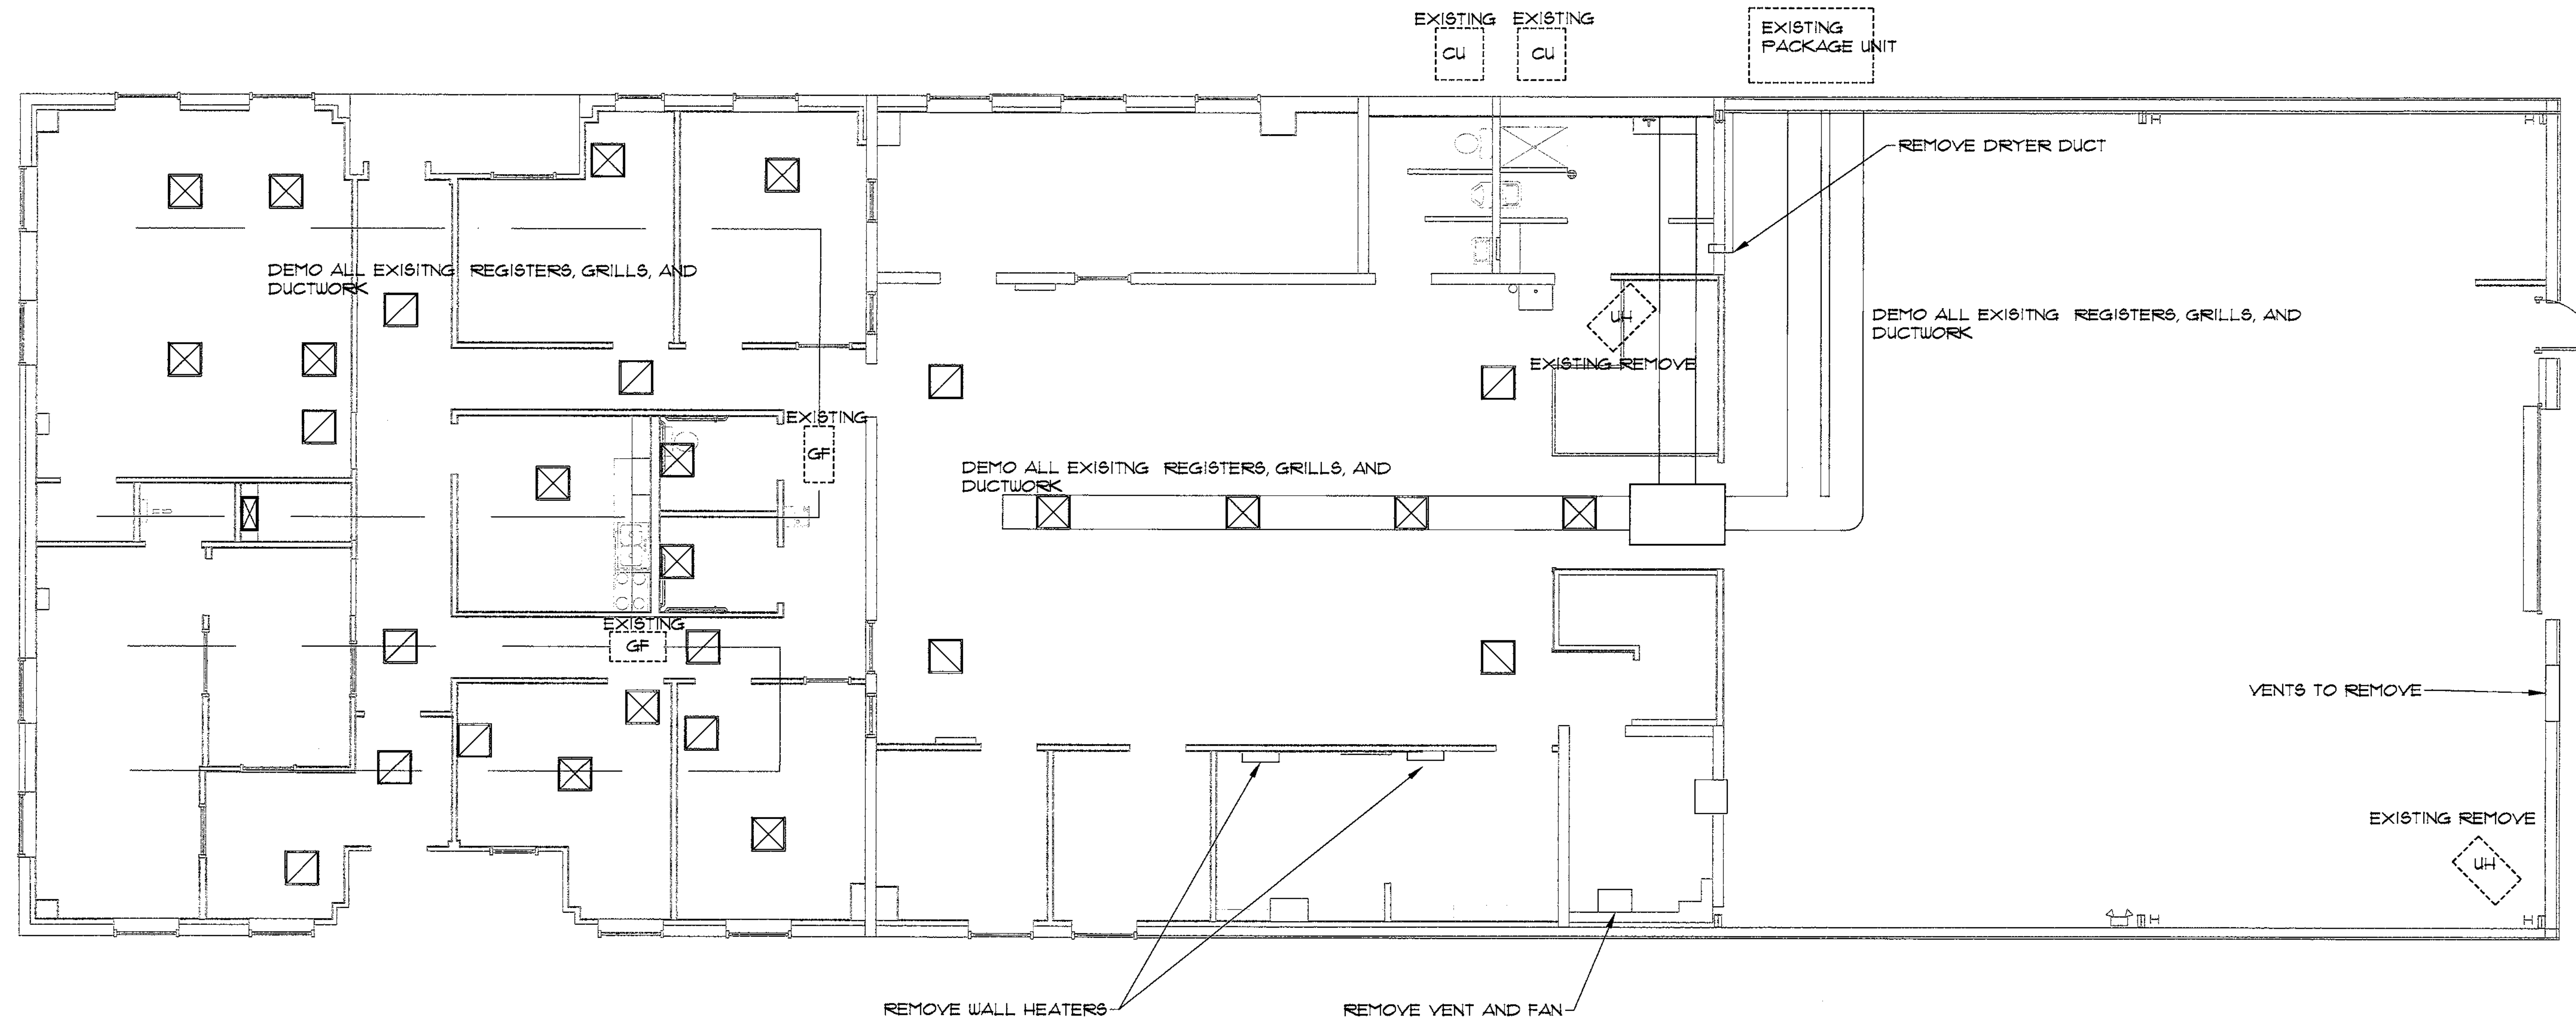 EXISTING EXISTING
CU CU
EXISTING
PACKAGE UNIT
REMOVE DRYER DUCT
DEMO ALL EXISITNG REGISTERS, GRILLS, AND
DUCTWORK
UH
EXISTING REMOVE
DEMO ALL EXISITNG REGISTERS, GRILLS, AND
DUCTWORK
EXISTING
GF
DEMO ALL EXISITNG REGISTERS, GRILLS, AND
DUCTWORK
EXISTING
GF
VENTS TO REMOVE
EXISTING REMOVE
UH
REMOVE WALL HEATERS
REMOVE VENT AND FAN